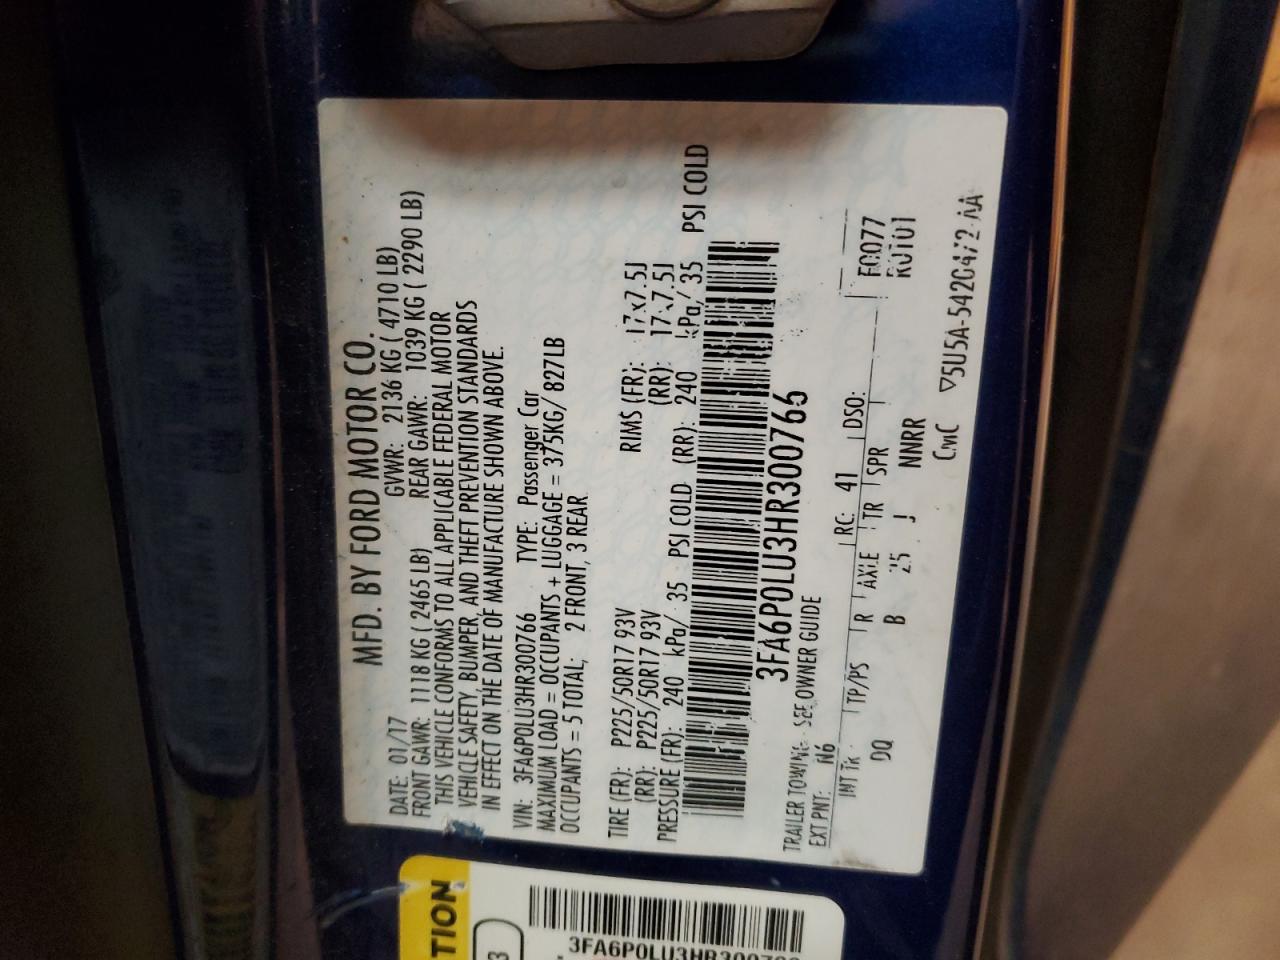 MFD. BY FORD MOTOR CO.
DATE: 01/17 GVWR: 2136 KG ( 4710 LB)
FRONT GAWR: 1118 KG ( 2465 LB) REAR GAWR: 1039 KG ( 2290 LB)
THIS VEHICLE CONFORMS TO ALL APPLICABLE FEDERAL MOTOR
VEHICLE SAFETY, BUMPER, AND THEFT PREVENTION STANDARDS
IN EFFECT ON THE DATE OF MANUFACTURE SHOWN ABOVE.
VIN: 3FA6P0LU3HR300766 TYPE: Passenger Car
MAXIMUM LOAD = OCCUPANTS + LUGGAGE = 375KG/ 827LB
OCCUPANTS = 5 TOTAL, 2 FRONT, 3 REAR
TIRE (FR): P225/50R17 93V RIMS (FR): 17x7.5J
(RR): P225/50R17 93V (RR): 17x7.5J
PRESSURE (FR): 240 kPa/ 35 PSI COLD (RR): 240 kPa/ 35 PSI COLD
3FA6P0LU3HR300766
TRAILER TOWING - SEE OWNER GUIDE
EXT PNT: N6 RC: 41 DSO:
INT TR TP/PS R AXLE TR SPR
DQ B 25 J NNRR
CWC ▽5U5A-5420472-AA
TION
3
3FA6P0LU3HR300766